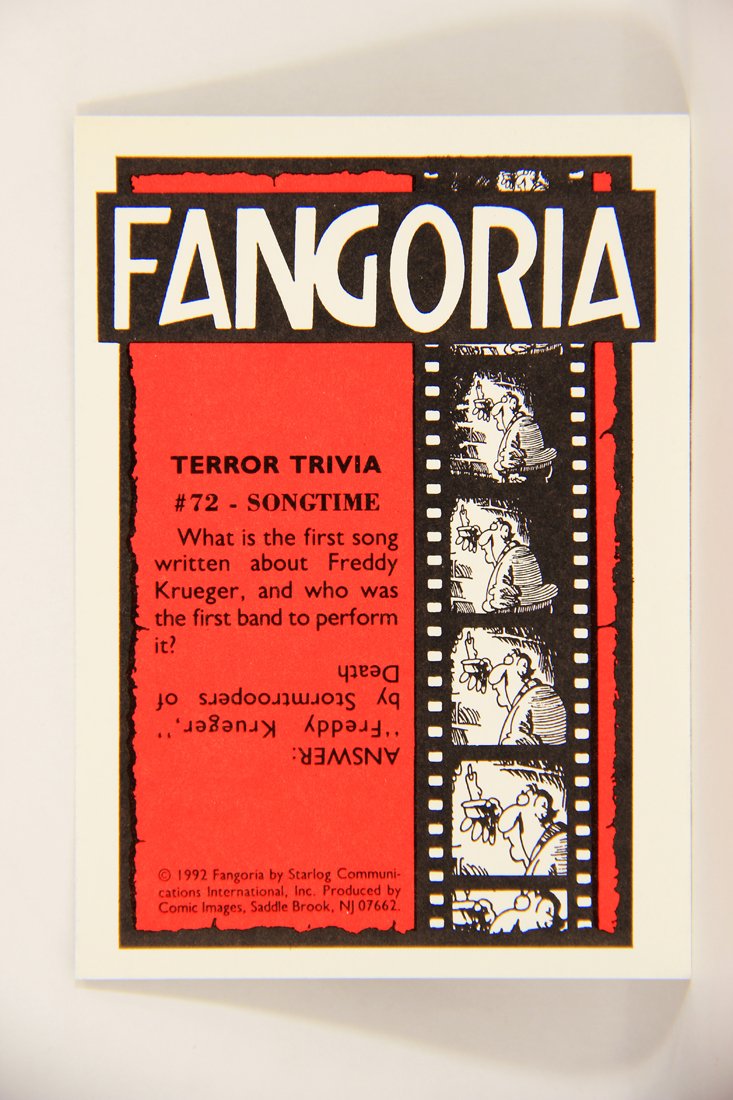 FANGORIA
TERROR TRIVIA
#72 - SONGTIME
What is the first song
written about Freddy
Krueger, and who was
the first band to perform
it?
ANSWER:
"Freddy Krueger,"
by Stormtroopers of
Death
© 1992 Fangoria by Starlog Communi-
cations International, Inc. Produced by
Comic Images, Saddle Brook, NJ 07662.